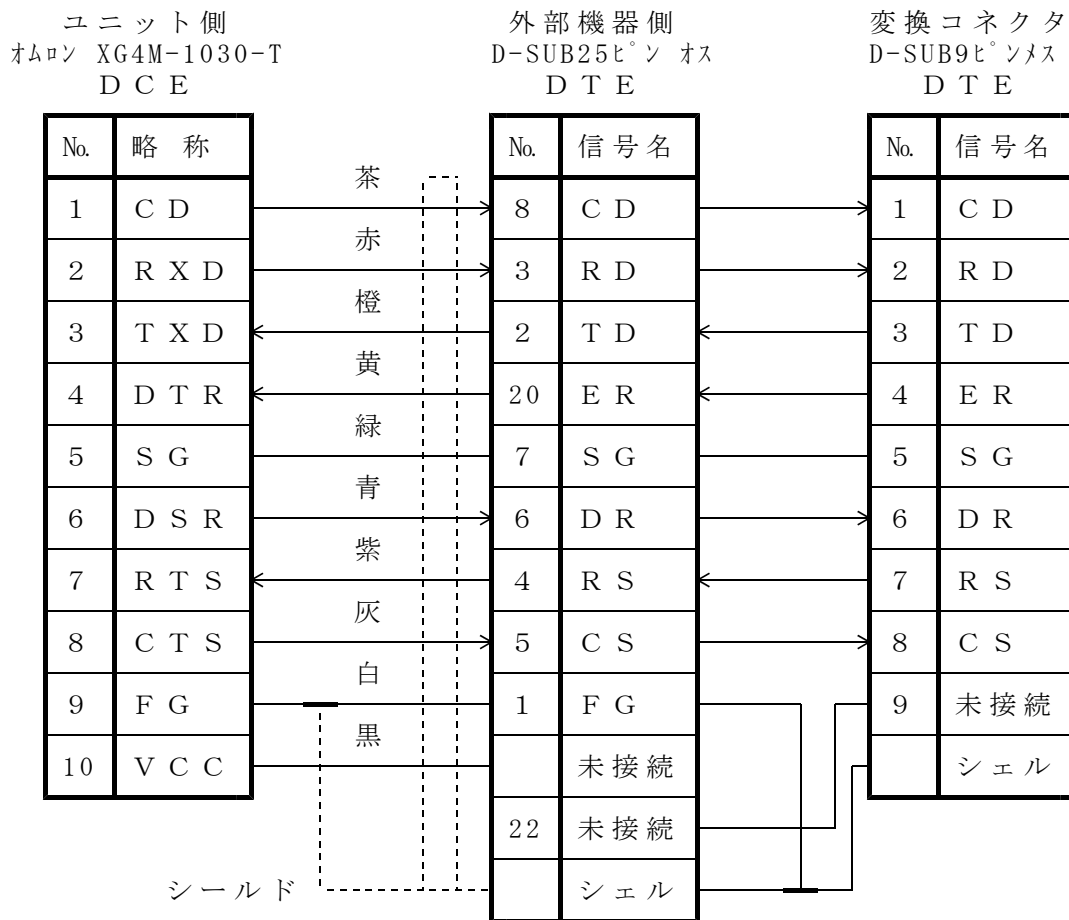 ユニット側
オムロン XG4M-1030-T
DCE
№. 略称
1 CD
2 RXD
3 TXD
4 DTR
5 SG
6 DSR
7 RTS
8 CTS
9 FG
10 VCC
茶
赤
橙
黄
緑
青
紫
灰
白
黒
シールド
外部機器側
D-SUB25ピン オス
DTE
№. 信号名
8 CD
3 RD
2 TD
20 ER
7 SG
6 DR
4 RS
5 CS
1 FG
未接続
22 未接続
シェル
変換コネクタ
D-SUB9ピンメス
DTE
№. 信号名
1 CD
2 RD
3 TD
4 ER
5 SG
6 DR
7 RS
8 CS
9 未接続
シェル